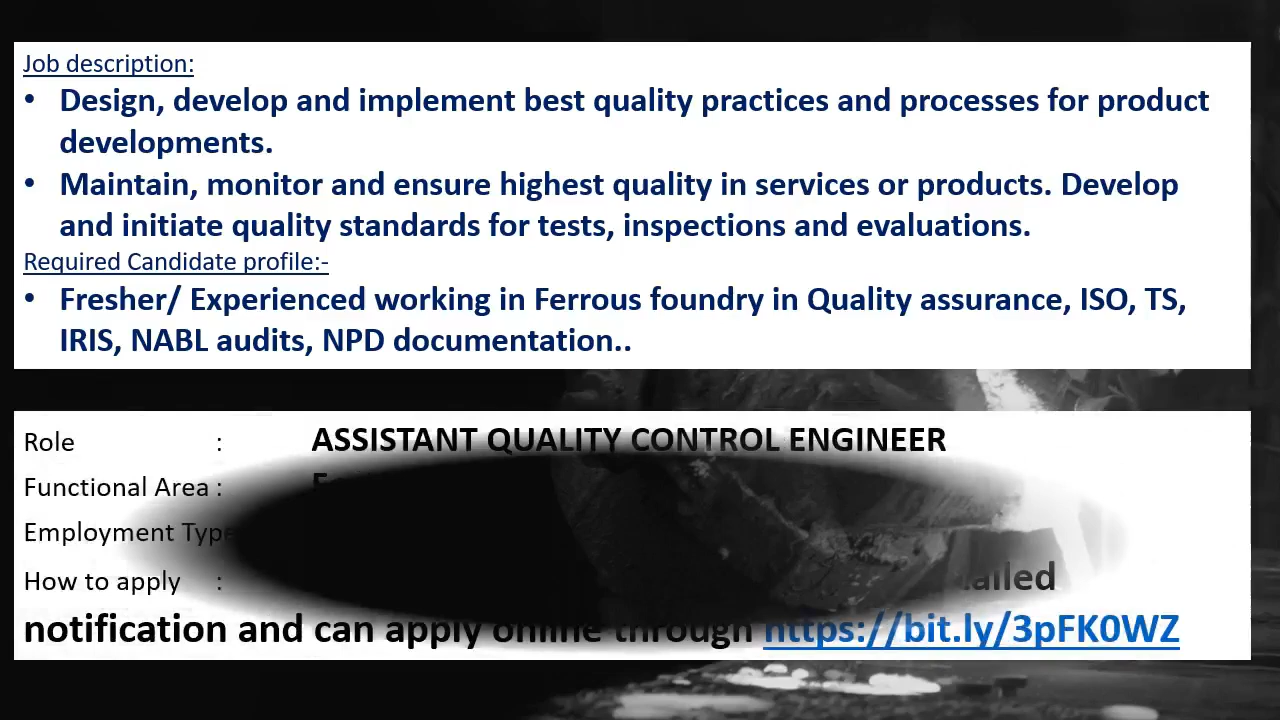 Job description:
• Design, develop and implement best quality practices and processes for product
developments.
• Maintain, monitor and ensure highest quality in services or products. Develop
and initiate quality standards for tests, inspections and evaluations.
Required Candidate profile:-
• Fresher/ Experienced working in Ferrous foundry in Quality assurance, ISO, TS,
IRIS, NABL audits, NPD documentation..
Role : ASSISTANT QUALITY CONTROL ENGINEER
Functional Area :
Employment Type
How to apply :
notification and can apply online through https://bit.ly/3pFK0WZ